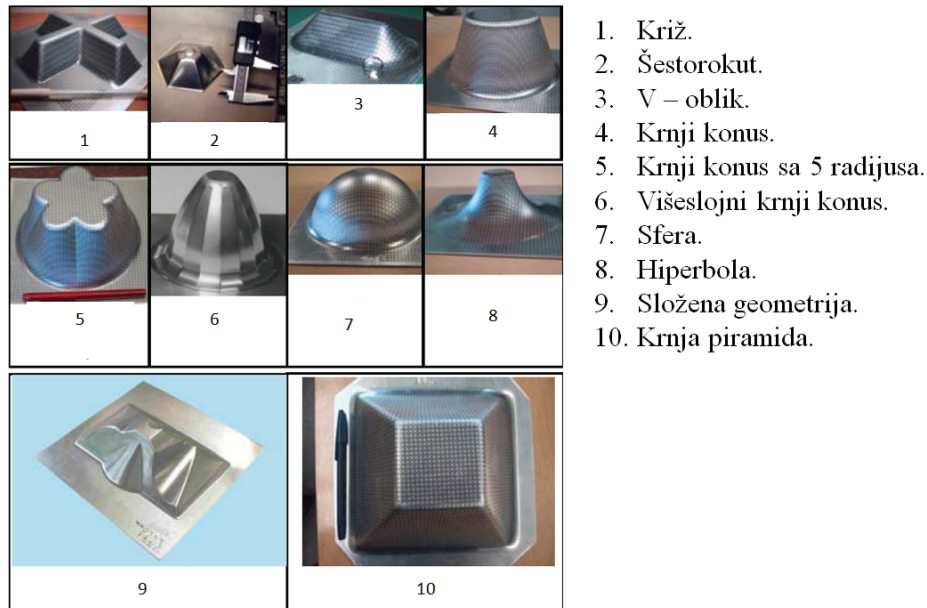 1
2
3
4
5
6
7
8
9
10
1. Križ.
2. Šestorokut.
3. V – oblik.
4. Krnji konus.
5. Krnji konus sa 5 radijusa.
6. Višeslojni krnji konus.
7. Sfera.
8. Hiperbola.
9. Složena geometrija.
10. Krnja piramida.